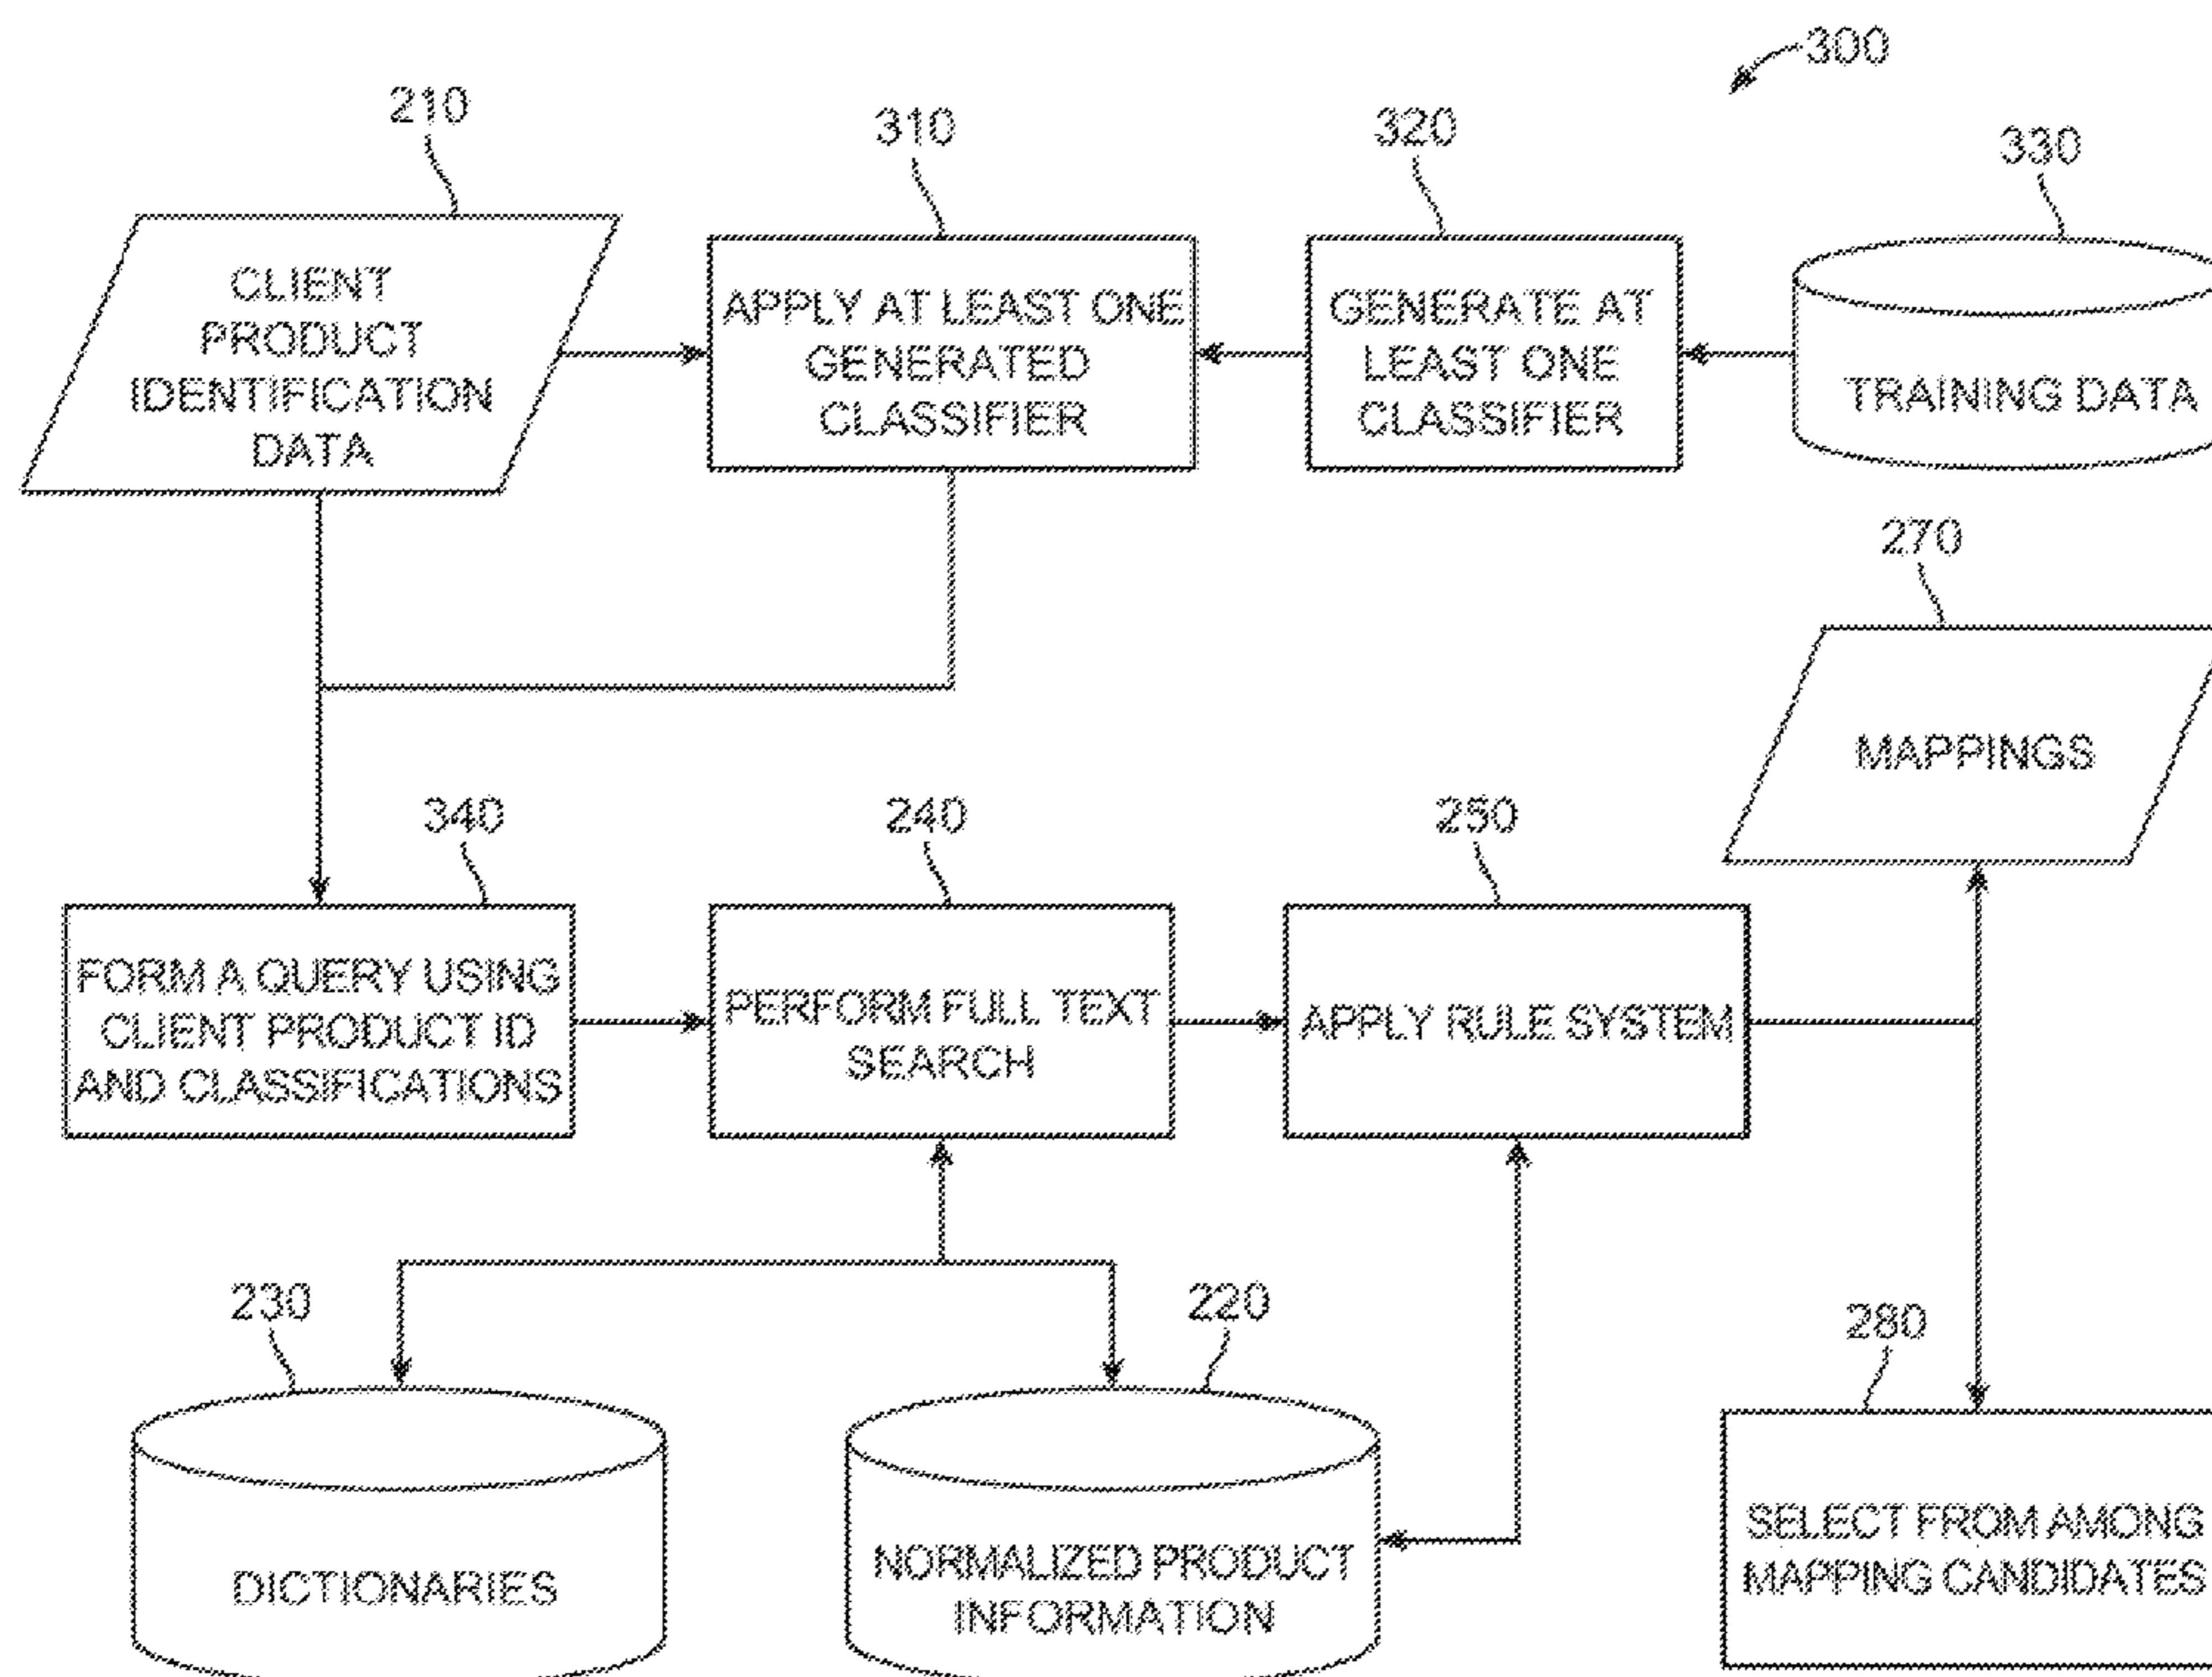 300
210
310
320
330
CLIENT
PRODUCT
IDENTIFICATION
DATA
APPLY AT LEAST ONE
GENERATED
CLASSIFIER
GENERATE AT
LEAST ONE
CLASSIFIER
TRAINING DATA
270
MAPPINGS
340
240
250
FORM A QUERY USING
CLIENT PRODUCT ID
AND CLASSIFICATIONS
PERFORM FULL TEXT
SEARCH
APPLY RULE SYSTEM
230
220
280
DICTIONARIES
NORMALIZED PRODUCT
INFORMATION
SELECT FROM AMONG
MAPPING CANDIDATES